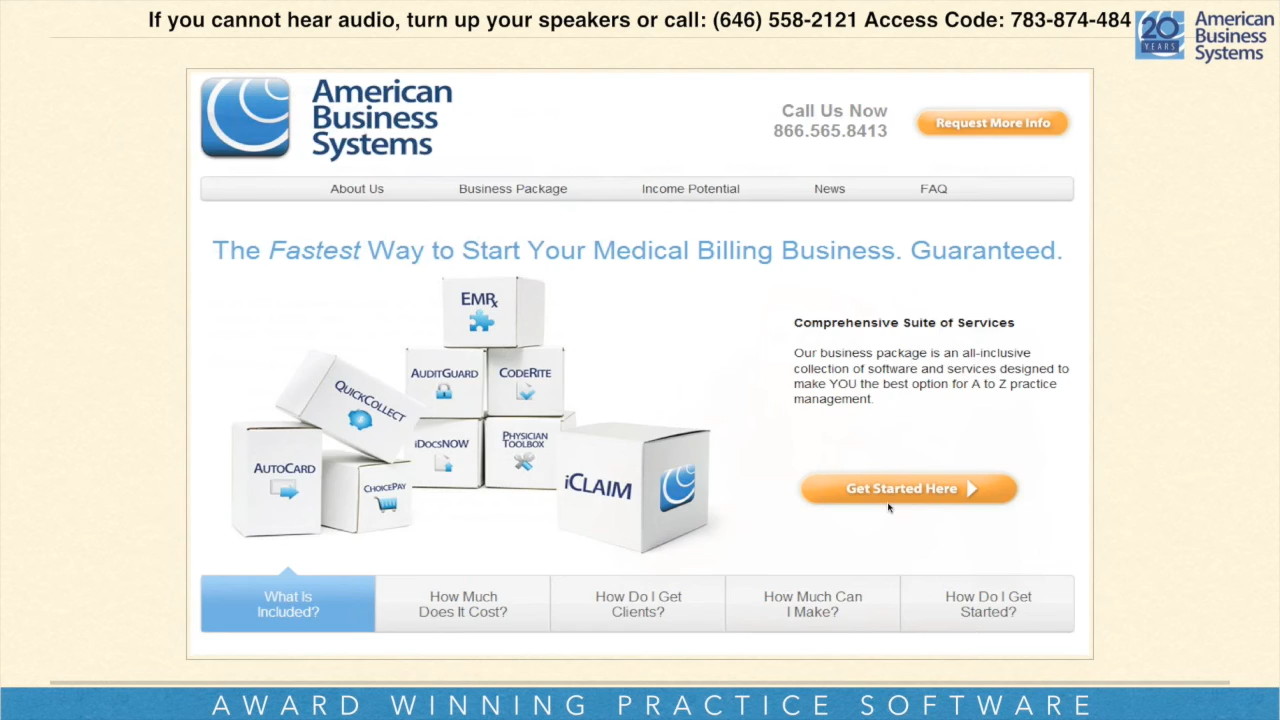 If you cannot hear audio, turn up your speakers or call: (646) 558-2121 Access Code: 783-874-484
20
YEARS
American
Business
Systems
American
Business
Systems
Call Us Now
866.565.8413
Request More Info
About Us
Business Package
Income Potential
News
FAQ
The Fastest Way to Start Your Medical Billing Business. Guaranteed.
EMRx
AUDITGUARD
CODERITE
QUICKCOLLECT
iDOCSNOW
PHYSICIAN
TOOLBOX
AUTOCARD
CHOICEPAY
iCLAIM
Comprehensive Suite of Services
Our business package is an all-inclusive
collection of software and services designed to
make YOU the best option for A to Z practice
management.
Get Started Here
What Is
Included?
How Much
Does It Cost?
How Do I Get
Clients?
How Much Can
I Make?
How Do I Get
Started?
AWARD WINNING PRACTICE SOFTWARE